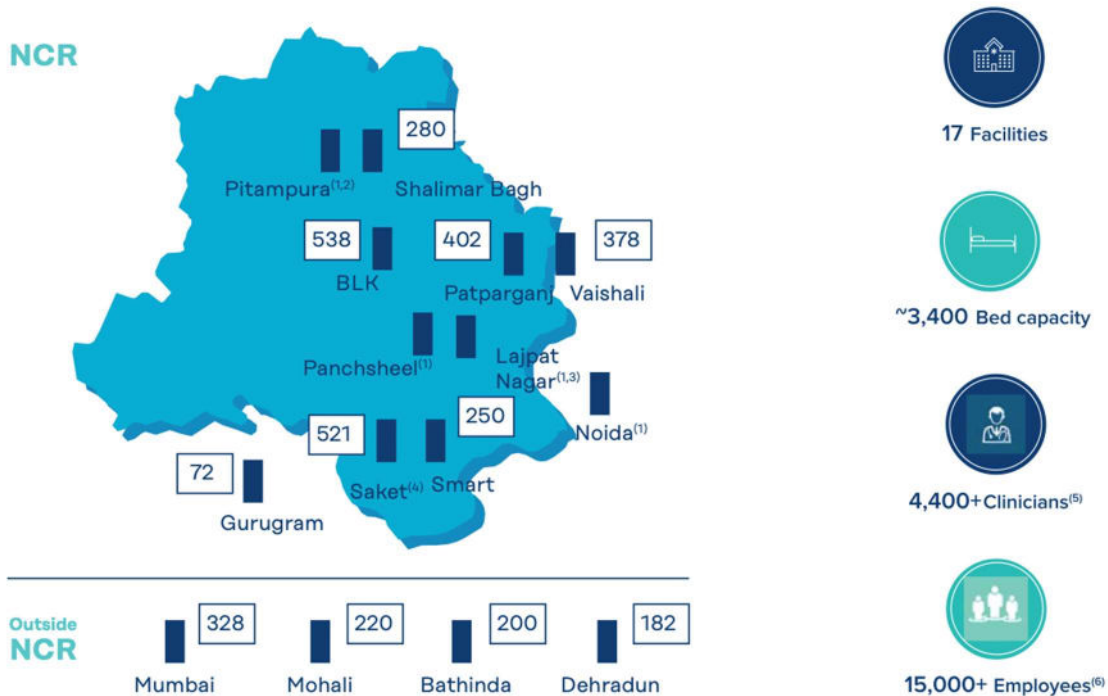 NCR
280
Pitampura(1,2)
Shalimar Bagh
538
402
378
BLK
Patparganj
Vaishali
Panchsheel(1)
Lajpat
Nagar(1,3)
Noida(1)
521
250
Saket(4)
Smart
72
Gurugram
Outside
NCR
328
220
200
182
Mumbai
Mohali
Bathinda
Dehradun
17 Facilities
~3,400 Bed capacity
4,400+Clinicians(5)
15,000+ Employees(6)